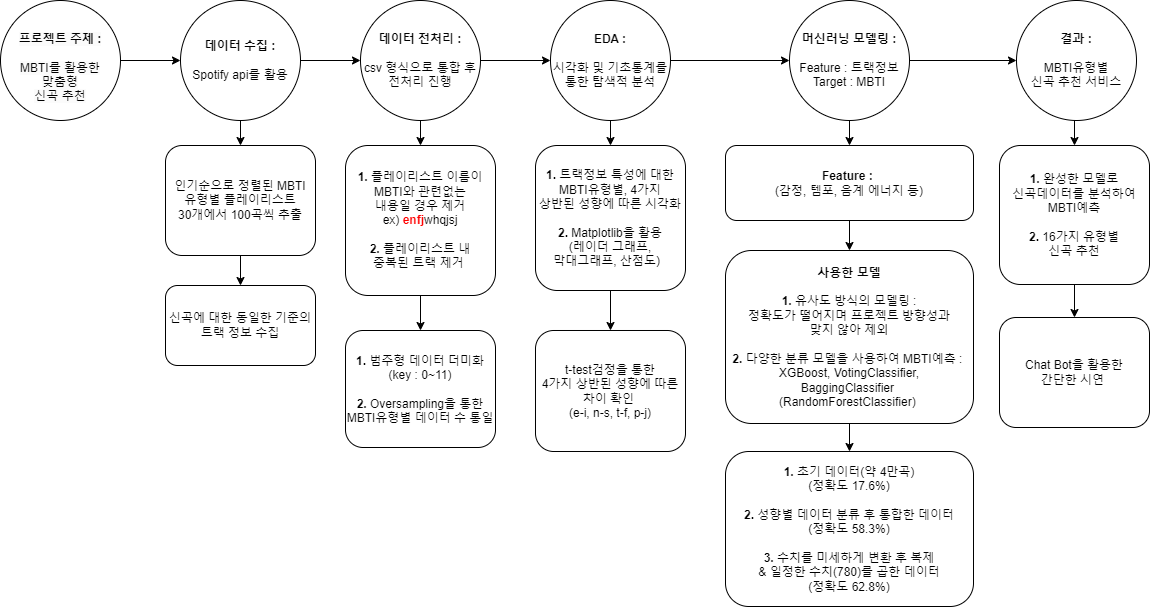 프로젝트 주제 :
MBTI를 활용한
맞춤형
신곡 추천
데이터 수집 :
Spotify api를 활용
데이터 전처리 :
csv 형식으로 통합 후
전처리 진행
EDA :
시각화 및 기초통계를
통한 탐색적 분석
머신러닝 모델링 :
Feature : 트랙정보
Target : MBTI
결과 :
MBTI유형별
신곡 추천 서비스
인기순으로 정렬된 MBTI
유형별 플레이리스트
30개에서 100곡씩 추출
신곡에 대한 동일한 기준의
트랙 정보 수집
1. 플레이리스트 이름이
MBTI와 관련없는
내용일 경우 제거
ex) enfjwhqjsj
2. 플레이리스트 내
중복된 트랙 제거
1. 범주형 데이터 더미화
(key : 0~11)
2. Oversampling을 통한
MBTI유형별 데이터 수 통일
1. 트랙정보 특성에 대한
MBTI유형별, 4가지
상반된 성향에 따른 시각화
2. Matplotlib을 활용
(레이더 그래프,
막대그래프, 산점도)
t-test검정을 통한
4가지 상반된 성향에 따른
차이 확인
(e-i, n-s, t-f, p-j)
Feature :
(감정, 템포, 음계 에너지 등)
사용한 모델
1. 유사도 방식의 모델링 :
정확도가 떨어지며 프로젝트 방향성과
맞지 않아 제외
2. 다양한 분류 모델을 사용하여 MBTI예측 :
XGBoost, VotingClassifier,
BaggingClassifier
(RandomForestClassifier)
1. 초기 데이터(약 4만곡)
(정확도 17.6%)
2. 성향별 데이터 분류 후 통합한 데이터
(정확도 58.3%)
3. 수치를 미세하게 변환 후 복제
& 일정한 수치(780)를 곱한 데이터
(정확도 62.8%)
1. 완성한 모델로
신곡데이터를 분석하여
MBTI예측
2. 16가지 유형별
신곡 추천
Chat Bot을 활용한
간단한 시연